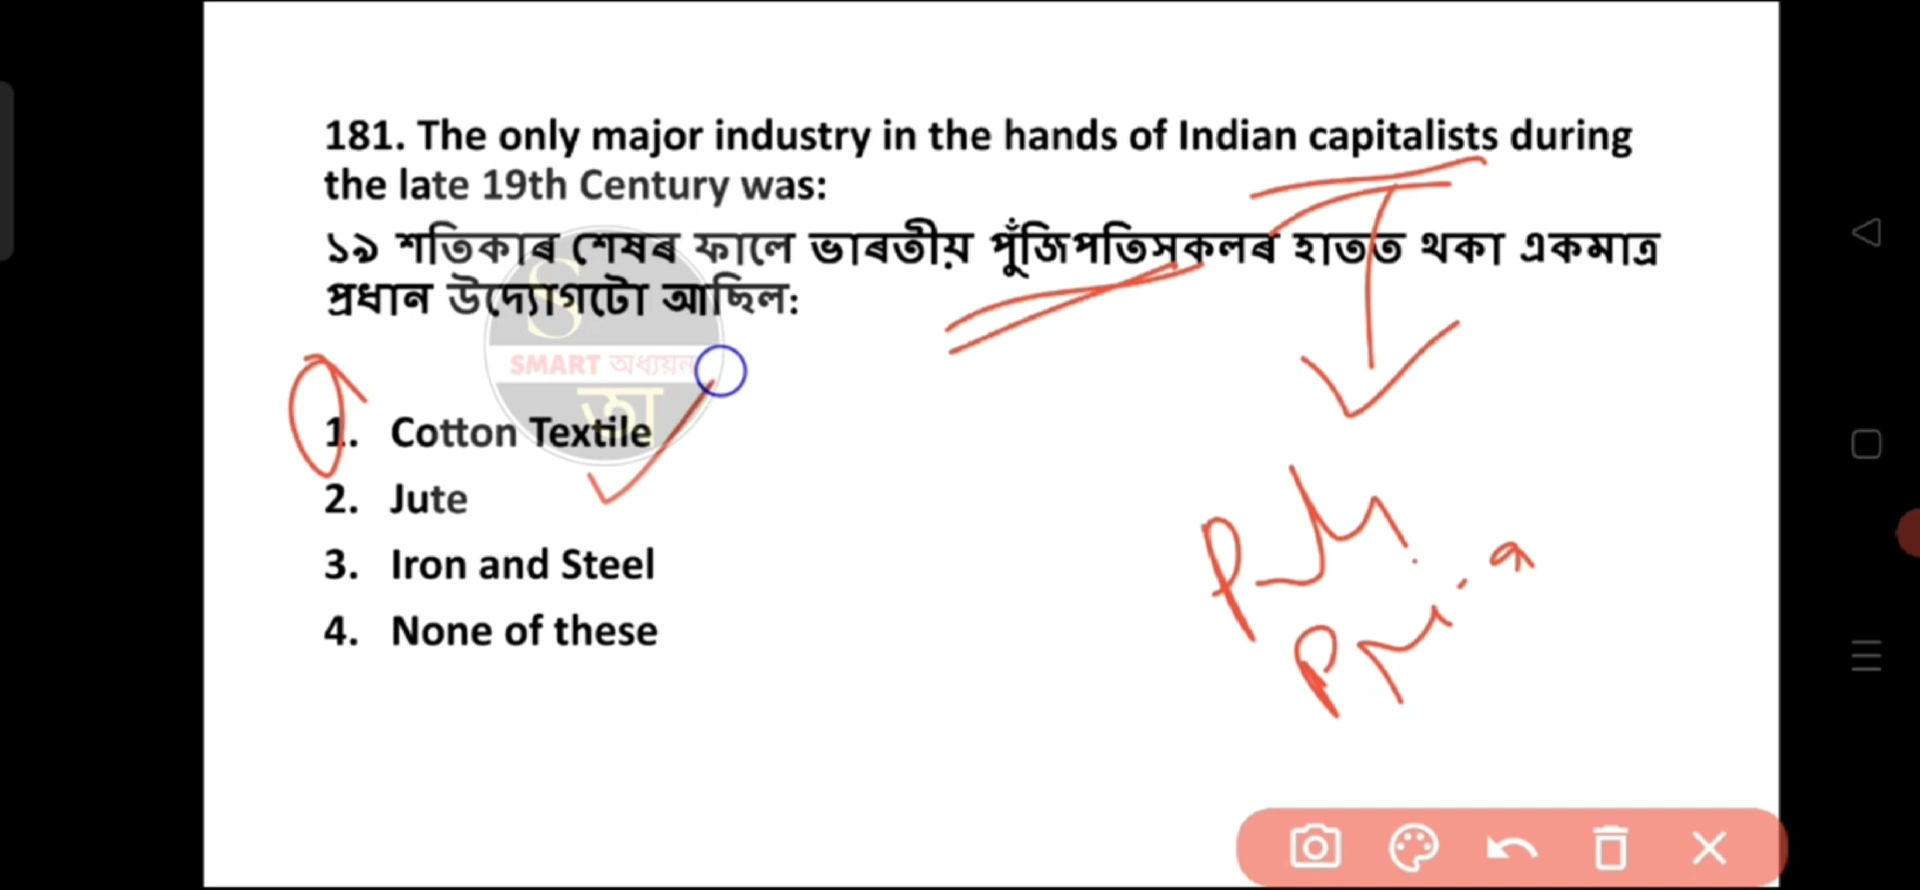 181. The only major industry in the hands of Indian capitalists during
the late 19th Century was:
১৯ শতিকাৰ শেষৰ ফালে ভাৰতীয় পুঁজিপতিসকলৰ হাতত থকা একমাত্ৰ
প্ৰধান উদ্যোগটো আছিল:
S
SMART অধ্যয়ন
অ
1. Cotton Textile
2. Jute
3. Iron and Steel
4. None of these